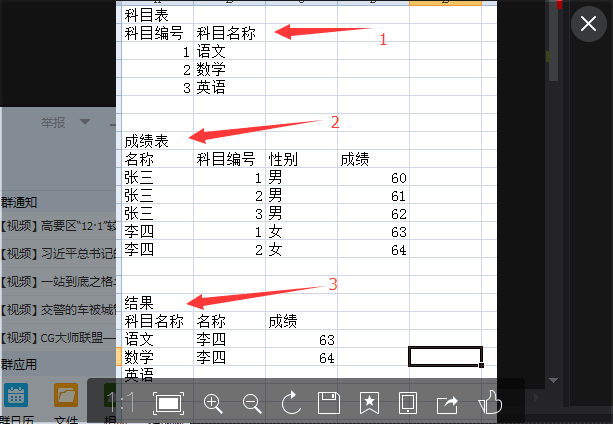 科目表
科目编号 科目名称
1
1 语文
2 数学
3 英语
举报
2
成绩表
名称 科目编号 性别 成绩
张三 1 男 60
张三 2 男 61
张三 3 男 62
李四 1 女 63
李四 2 女 64
群通知
【视频】高要区“12·1”较
【视频】习近平总书记的
【视频】一站到底之格斗
【视频】交警的车被城管
【视频】CG大师联盟—
3
结果
科目名称 名称 成绩
语文 李四 63
数学 李四 64
英语
群应用
1:1
群日历 文件